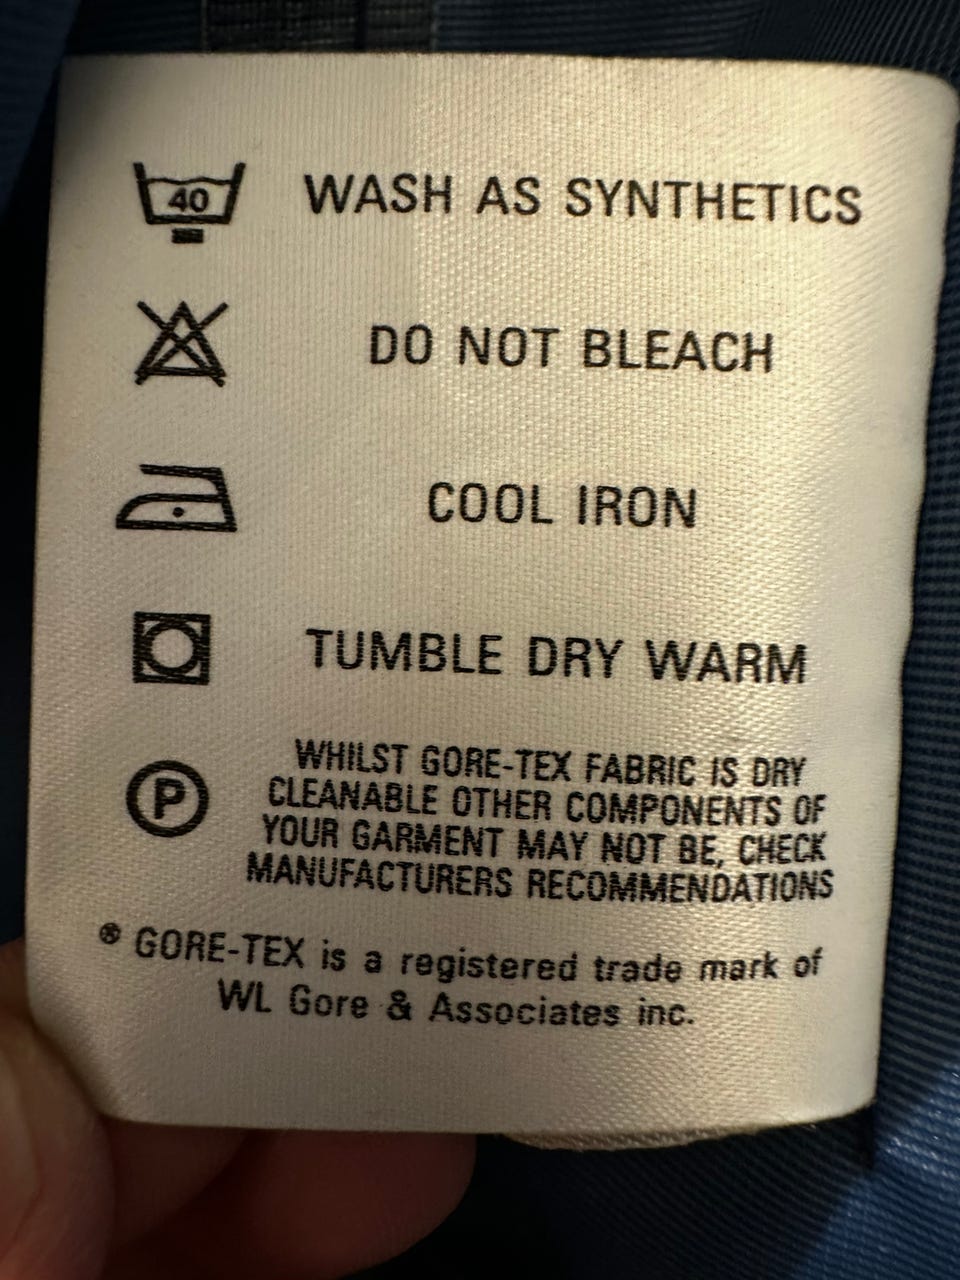 40 WASH AS SYNTHETICS
DO NOT BLEACH
COOL IRON
TUMBLE DRY WARM
P
WHILST GORE-TEX FABRIC IS DRY
CLEANABLE OTHER COMPONENTS OF
YOUR GARMENT MAY NOT BE, CHECK
MANUFACTURERS RECOMMENDATIONS
® GORE-TEX is a registered trade mark of
WL Gore & Associates inc.